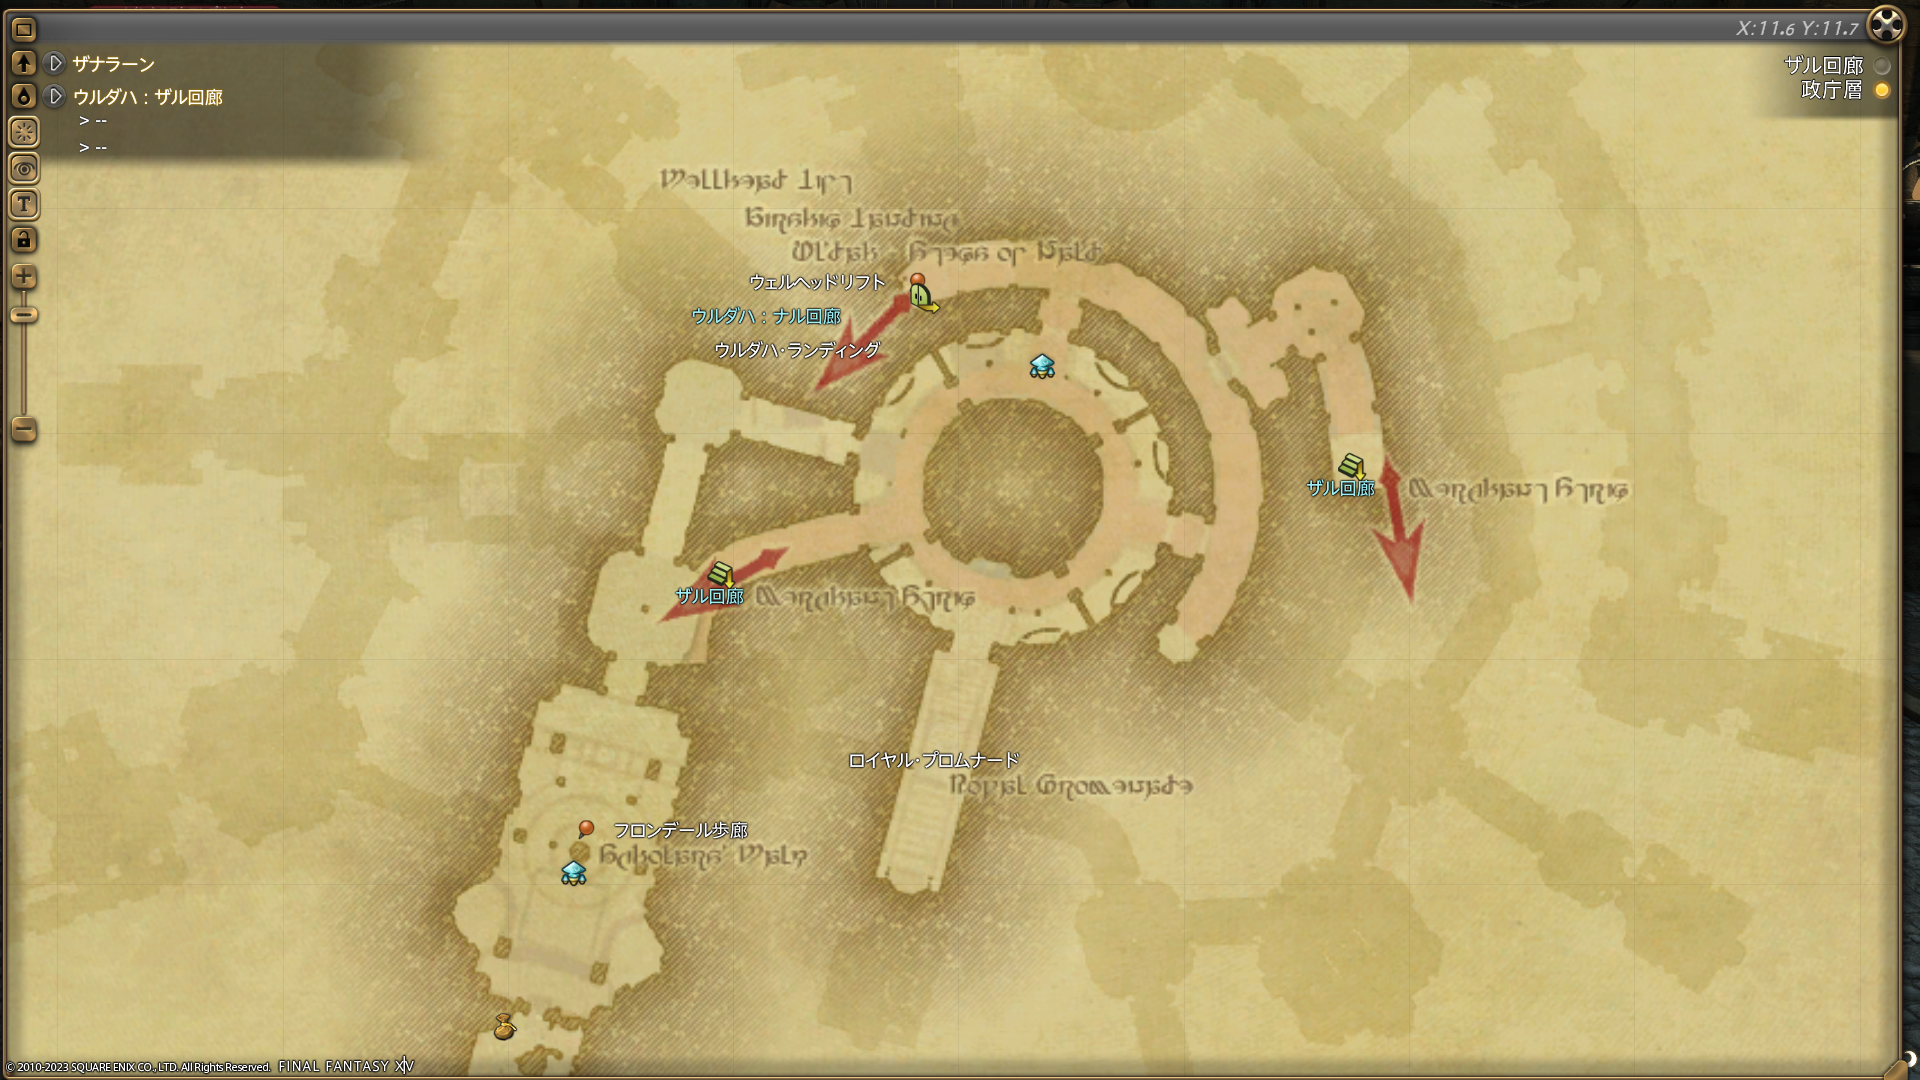 X:11.6 Y:11.7
ザナラーン
ウルダハ：ザル回廊
> --
> --
ザル回廊
政庁層
ウェルヘッドリフト
ウルダハ：ナル回廊
ウルダハ・ランディング
ザル回廊
ザル回廊
ロイヤル・プロムナード
フロンデール歩廊
T
© 2010-2023 SQUARE ENIX CO., LTD. All Rights Reserved. FINAL FANTASY XIV